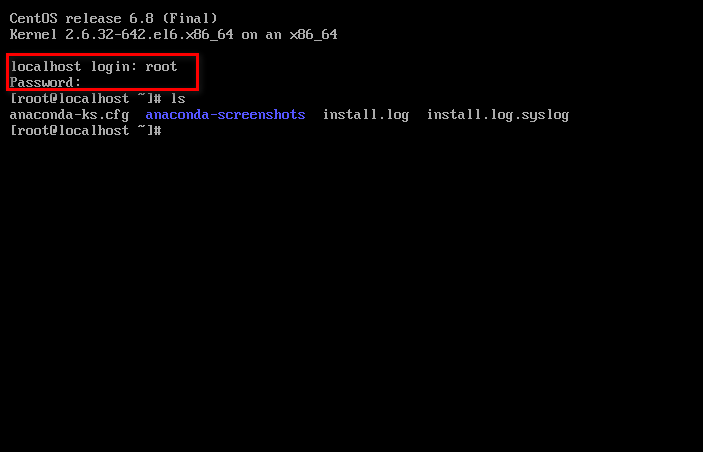 CentOS release 6.8 (Final)
Kernel 2.6.32-642.el6.x86_64 on an x86_64
localhost login: root
Password:
[root@localhost ~]# ls
anaconda-ks.cfg  anaconda-screenshots  install.log  install.log.syslog
[root@localhost ~]#